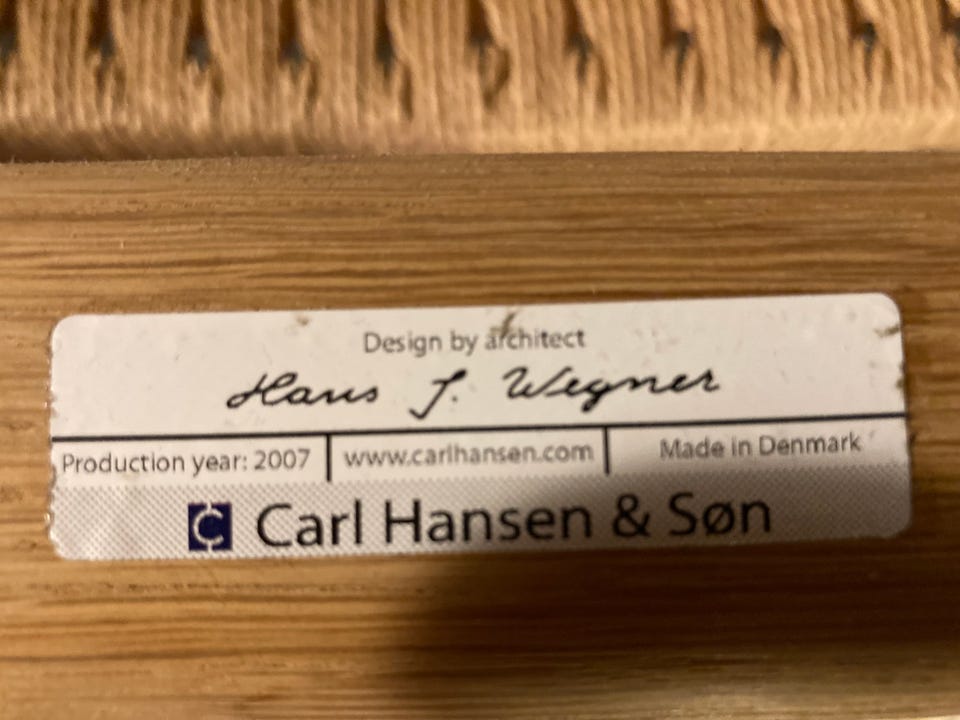 Design by architect
Hans J. Wegner
Production year: 2007
www.carlhansen.com
Made in Denmark
Carl Hansen & Søn